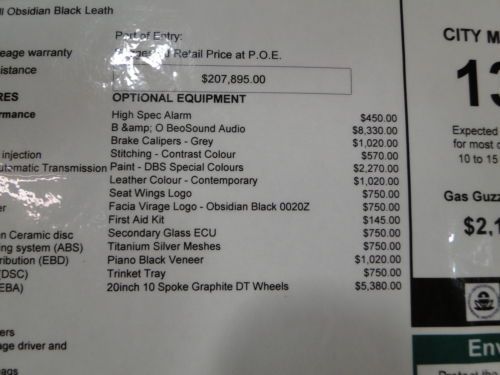 ll Obsidian Black Leath
Port of Entry:
eage warranty
Retail Price at P.O.E.
istance
$207,895.00
RES
OPTIONAL EQUIPMENT
rmance
High Spec Alarm $450.00
B &amp; O BeoSound Audio $8,330.00
Brake Calipers - Grey $1,020.00
injection
Stitching - Contrast Colour $570.00
utomatic Transmission
Paint - DBS Special Colours $2,270.00
Leather Colour - Contemporary $1,020.00
Seat Wings Logo $750.00
er
Facia Virage Logo - Obsidian Black 0020Z $750.00
First Aid Kit $145.00
n Ceramic disc
Secondary Glass ECU $750.00
ng system (ABS)
Titanium Silver Meshes $750.00
ribution (EBD)
Piano Black Veneer $1,020.00
(DSC)
Trinket Tray $750.00
EBA)
20inch 10 Spoke Graphite DT Wheels $5,380.00
ers
age driver and
ags
CITY M
13
Expected
for most
10 to 15
Gas Guzz
$2,1
Env